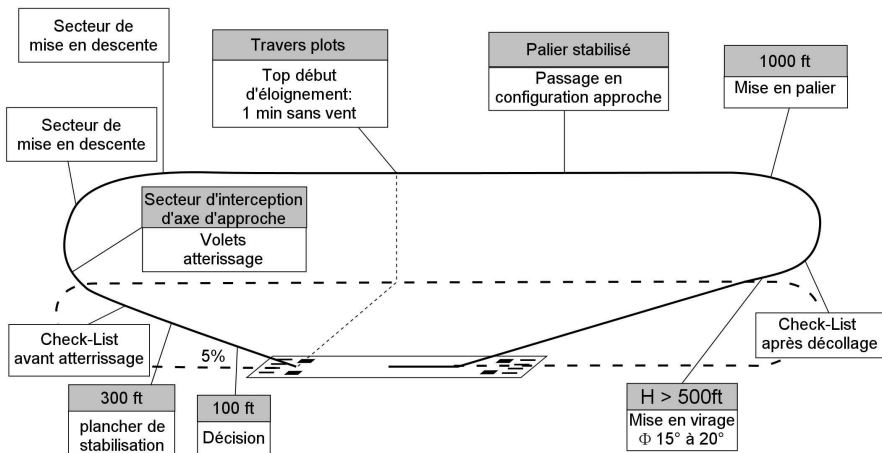 Secteur de
mise en descente
Travers plots
Top début
d'éloignement:
1 min sans vent
Palier stabilisé
Passage en
configuration approche
1000 ft
Mise en palier
Secteur de
mise en descente
Secteur d'interception
d'axe d'approche
Volets
atterissage
Check-List
avant atterrissage
5%
Check-List
après décollage
300 ft
plancher de
stabilisation
100 ft
Décision
H > 500ft
Mise en virage
Φ 15° à 20°